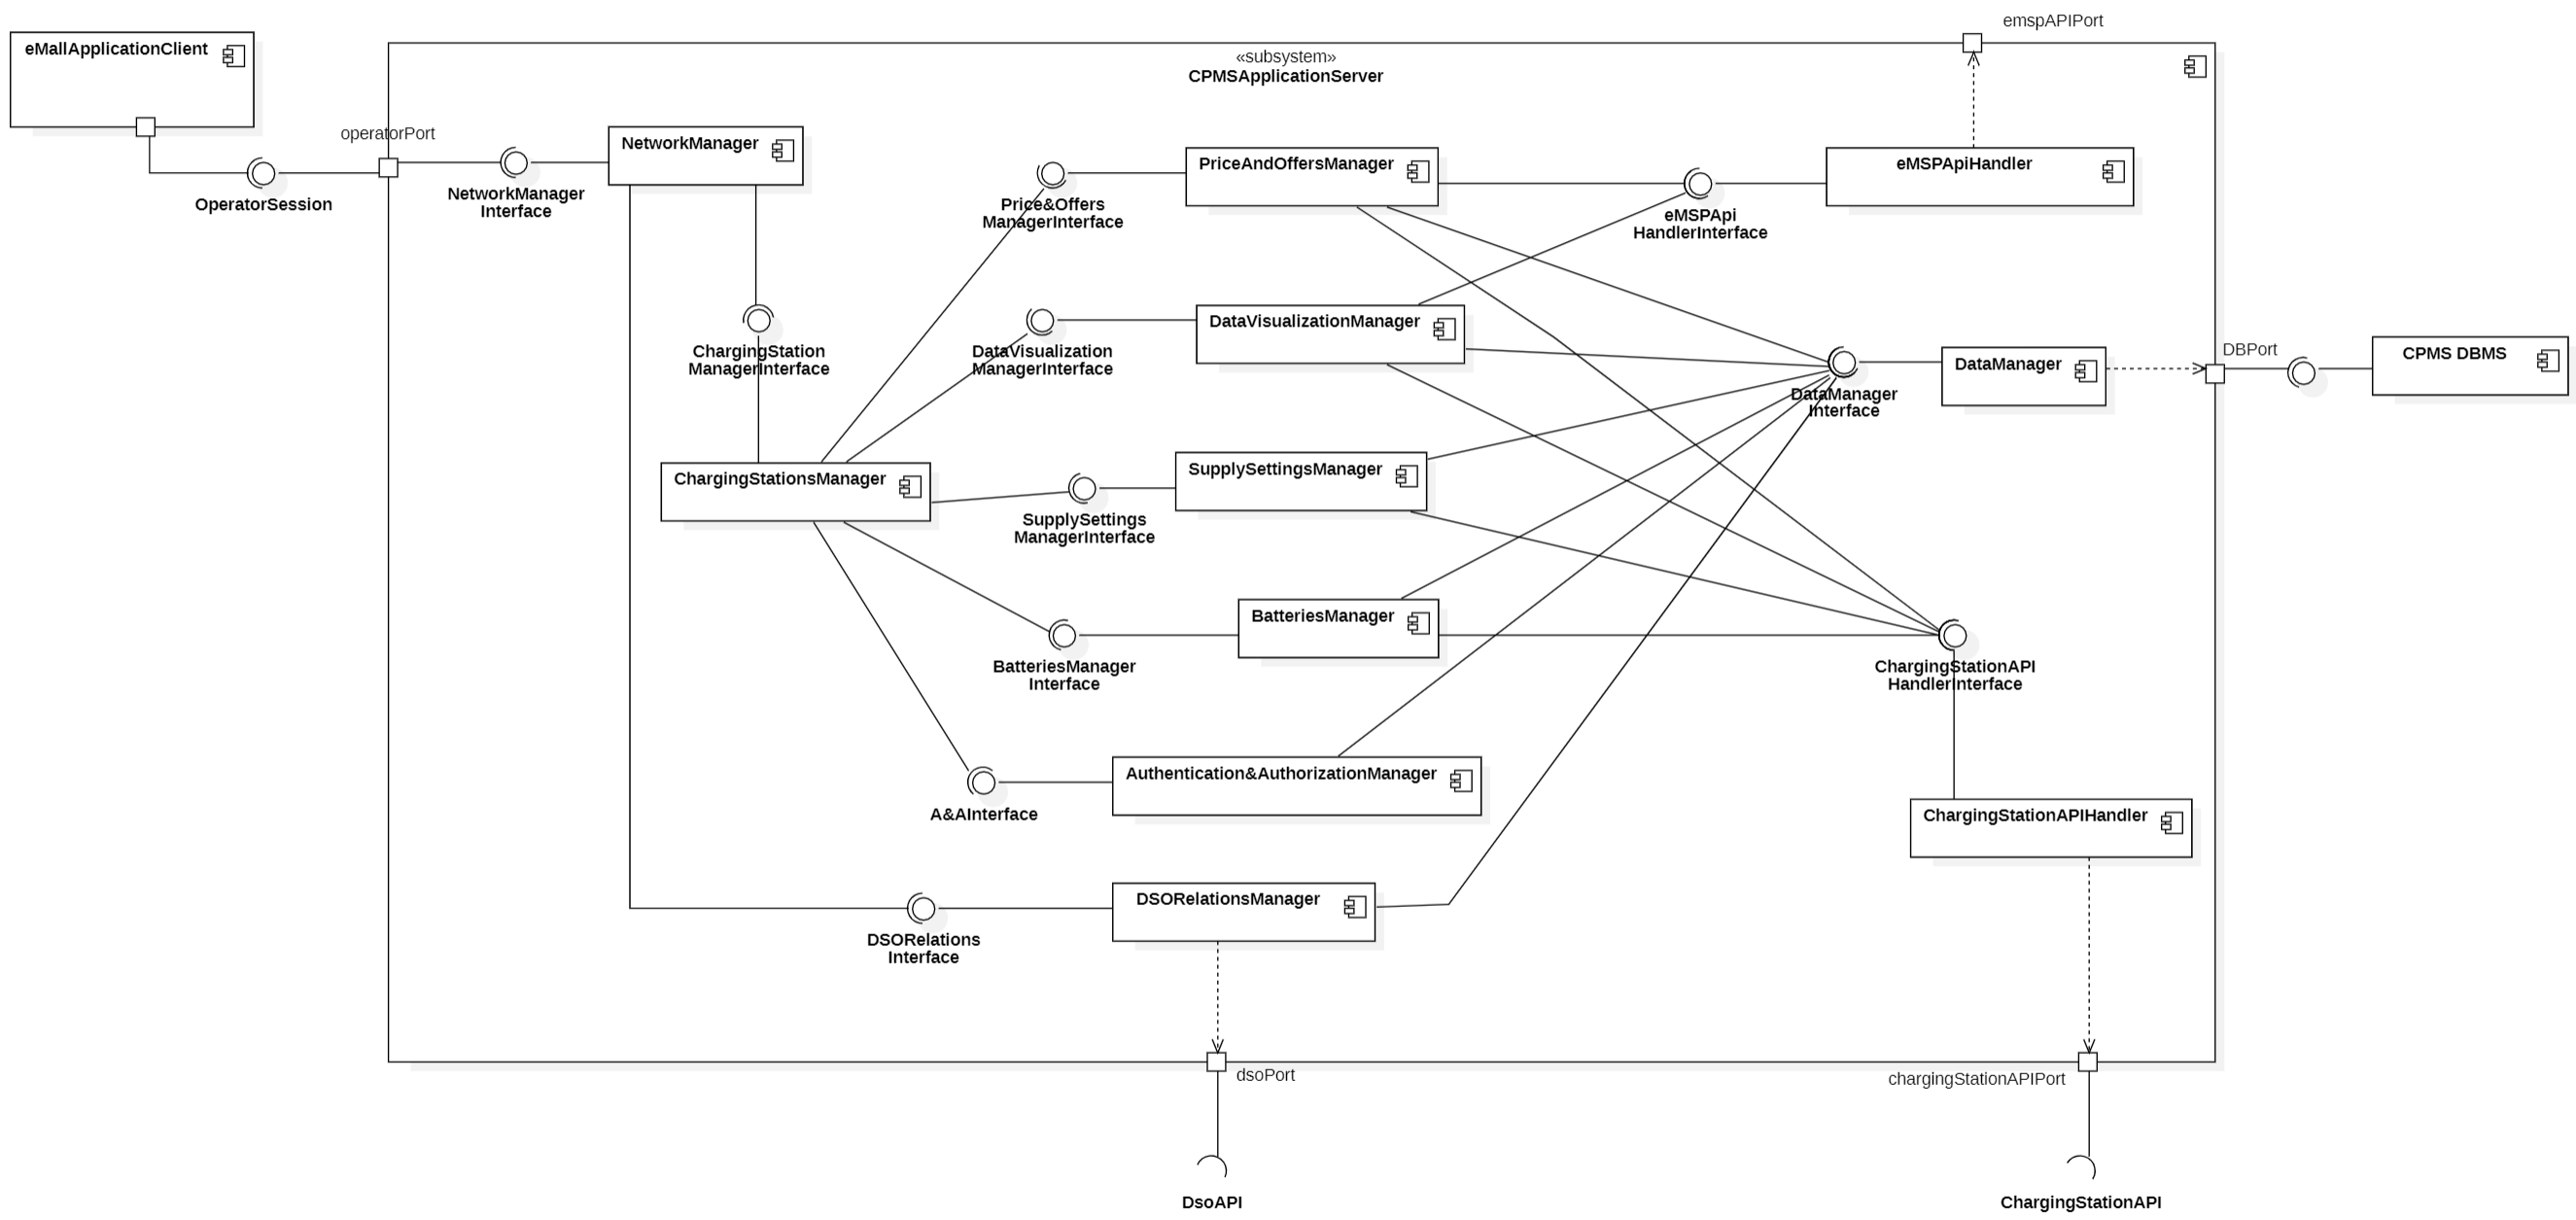 emspAPIPort
eMallApplicationClient
«subsystem»
CPMSApplicationServer
operatorPort
NetworkManager
PriceAndOffersManager
eMSPApiHandler
OperatorSession
NetworkManager
Interface
Price&Offers
ManagerInterface
eMSPApi
HandlerInterface
ChargingStation
ManagerInterface
DataVisualization
ManagerInterface
DataVisualizationManager
DataManager
Interface
DataManager
DBPort
CPMS DBMS
ChargingStationsManager
SupplySettingsManager
SupplySettings
ManagerInterface
BatteriesManager
BatteriesManager
Interface
ChargingStationAPI
HandlerInterface
Authentication&AuthorizationManager
A&AInterface
ChargingStationAPIHandler
DSORelationsManager
DSORelations
Interface
dsoPort
chargingStationAPIPort
DsoAPI
ChargingStationAPI